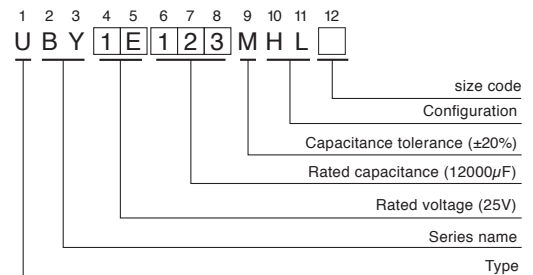 1 2 3 4 5 6 7 8 9 10 11 12
U B Y 1 E 1 2 3 M H L
size code
Configuration
Capacitance tolerance (±20%)
Rated capacitance (12000µF)
Rated voltage (25V)
Series name
Type